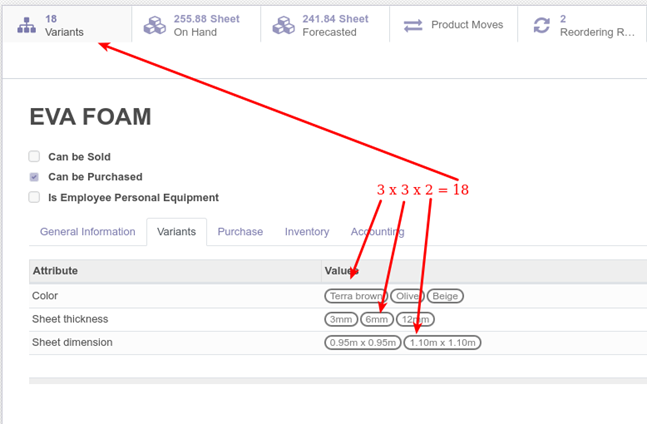 18
Variants
255.88 Sheet
On Hand
241.84 Sheet
Forecasted
Product Moves
2
Reordering R...
EVA FOAM
Can be Sold
Can be Purchased
Is Employee Personal Equipment
3 x 3 x 2 = 18
General Information Variants Purchase Inventory Accounting
Attribute Values
Color Terra brown Olive Beige
Sheet thickness 3mm 6mm 12mm
Sheet dimension 0.95m x 0.95m 1.10m x 1.10m